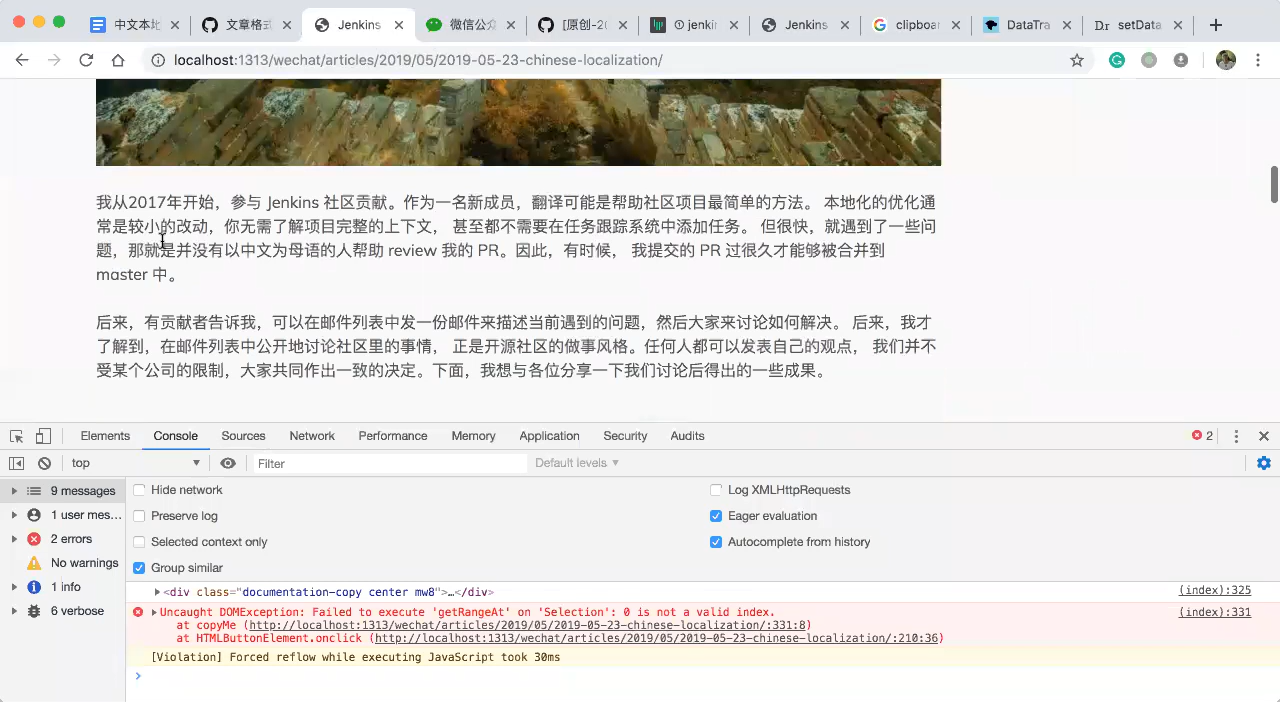 中文本地
文章格式
Jenkins
微信公众
[原创-20
① jenkin
Jenkins
clipboar
DataTra
Dr setData
localhost:1313/wechat/articles/2019/05/2019-05-23-chinese-localization/
我从2017年开始，参与 Jenkins 社区贡献。作为一名新成员，翻译可能是帮助社区项目最简单的方法。 本地化的优化通
常是较小的改动，你无需了解项目完整的上下文， 甚至都不需要在任务跟踪系统中添加任务。 但很快，就遇到了一些问
题，那就是并没有以中文为母语的人帮助 review 我的 PR。因此，有时候， 我提交的 PR 过很久才能够被合并到
master 中。
后来，有贡献者告诉我，可以在邮件列表中发一份邮件来描述当前遇到的问题，然后大家来讨论如何解决。 后来，我才
了解到，在邮件列表中公开地讨论社区里的事情， 正是开源社区的做事风格。任何人都可以发表自己的观点， 我们并不
受某个公司的限制，大家共同作出一致的决定。下面，我想与各位分享一下我们讨论后得出的一些成果。
Elements Console Sources Network Performance Memory Application Security Audits 2
top Filter Default levels
9 messages
1 user mes...
2 errors
No warnings
1 info
6 verbose
Hide network
Log XMLHttpRequests
Preserve log
Eager evaluation
Selected context only
Autocomplete from history
Group similar
<div class="documentation-copy center mw8">…</div> (index):325
Uncaught DOMException: Failed to execute 'getRangeAt' on 'Selection': 0 is not a valid index. (index):331
at copyMe (http://localhost:1313/wechat/articles/2019/05/2019-05-23-chinese-localization/:331:8)
at HTMLButtonElement.onclick (http://localhost:1313/wechat/articles/2019/05/2019-05-23-chinese-localization/:210:36)
[Violation] Forced reflow while executing JavaScript took 30ms